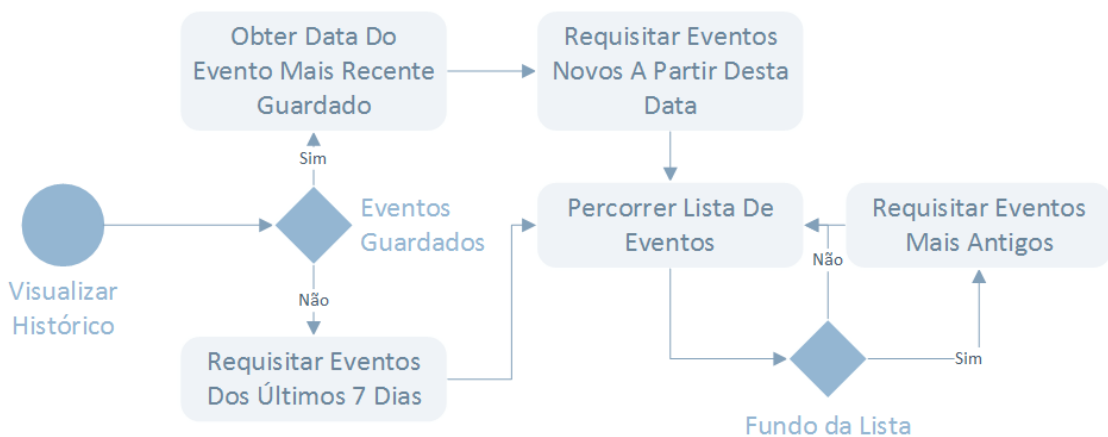 Obter Data Do
Evento Mais Recente
Guardado
Requisitar Eventos
Novos A Partir Desta
Data
Sim
Visualizar
Histórico
Eventos
Guardados
Não
Requisitar Eventos
Dos Últimos 7 Dias
Percorrer Lista De
Eventos
Requisitar Eventos
Mais Antigos
Não
Sim
Fundo da Lista